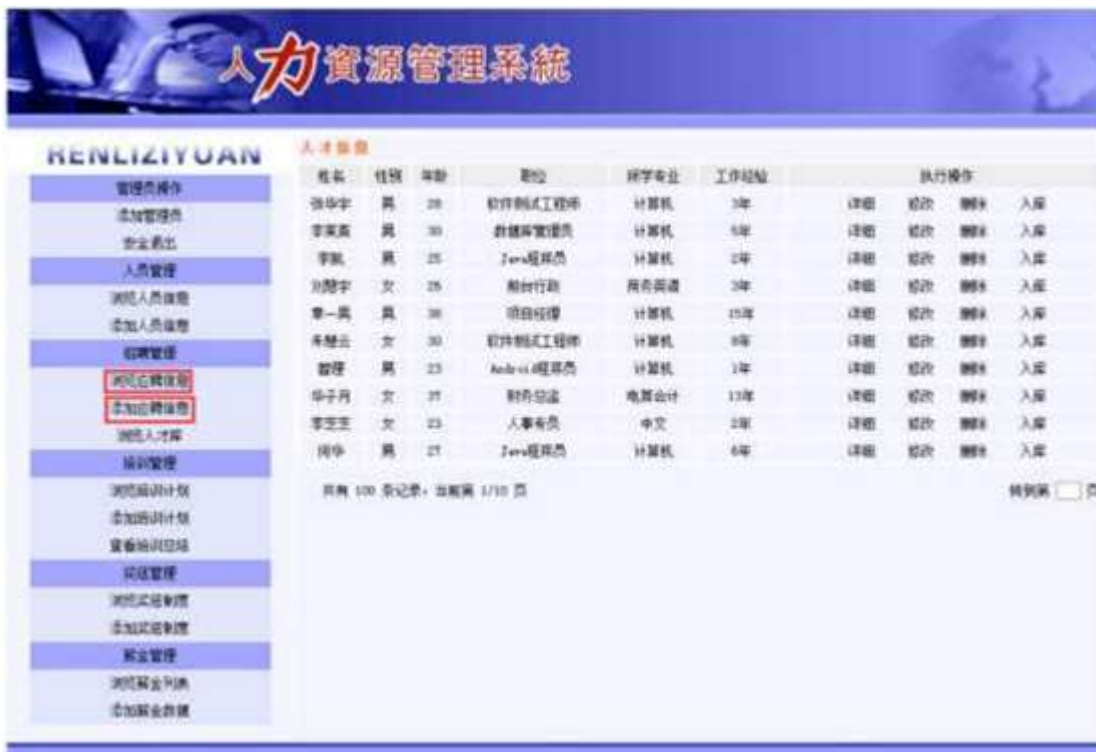 人力資源管理系統
RENLIZIYUAN
管理员操作
添加管理员
安全退出
人员管理
浏览人员信息
添加人员信息
招聘管理
浏览应聘信息
添加应聘信息
浏览人才库
培训管理
浏览培训计划
添加培训计划
查看培训总结
奖惩管理
浏览奖惩制度
添加奖惩制度
薪金管理
浏览薪金列表
添加薪金数据
人才信息
姓名 性别 年龄 职位 所学专业 工作经验 执行操作
张华宇 男 28 软件测试工程师 计算机 3年 详细 修改 删除 入库
男 30 数据库管理员 计算机 5年 详细 修改 删除 入库
李凯 男 25 Java程序员 计算机 2年 详细 修改 删除 入库
刘慧宇 女 前台行政 3年 详细 修改 删除 入库
章一男 男 项目经理 计算机 15年 详细 修改 删除 入库
朱慧云 女 30 软件测试工程师 计算机 详细 修改 删除 入库
男 23 Android程序员 计算机 1年 详细 修改 删除 入库
华子月 女 37 财务总监 电算会计 13年 详细 修改 删除 入库
李芝芝 女 23 人事专员 中文 2年 详细 修改 删除 入库
男 27 Java程序员 计算机 6年 详细 修改 删除 入库
共有 100 条记录，当前第 1/10 页
转到第 页